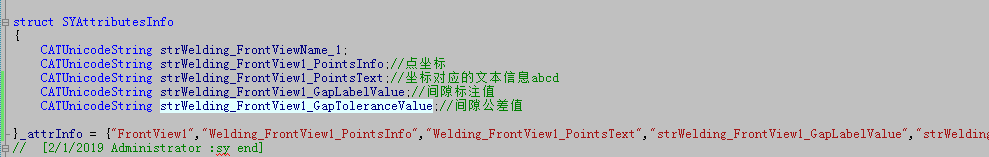 struct SYAttributesInfo
{
CATUnicodeString strWelding_FrontViewName_1;
CATUnicodeString strWelding_FrontView1_PointsInfo;//点坐标
CATUnicodeString strWelding_FrontView1_PointsText;//坐标对应的文本信息abcd
CATUnicodeString strWelding_FrontView1_GapLabelValue;//间隙标注值
CATUnicodeString strWelding_FrontView1_GapToleranceValue;//间隙公差值
}_attrInfo = {"FrontView1","Welding_FrontView1_PointsInfo","Welding_FrontView1_PointsText","strWelding_FrontView1_GapLabelValue","strWelding
// [2/1/2019 Administrator :sy end]